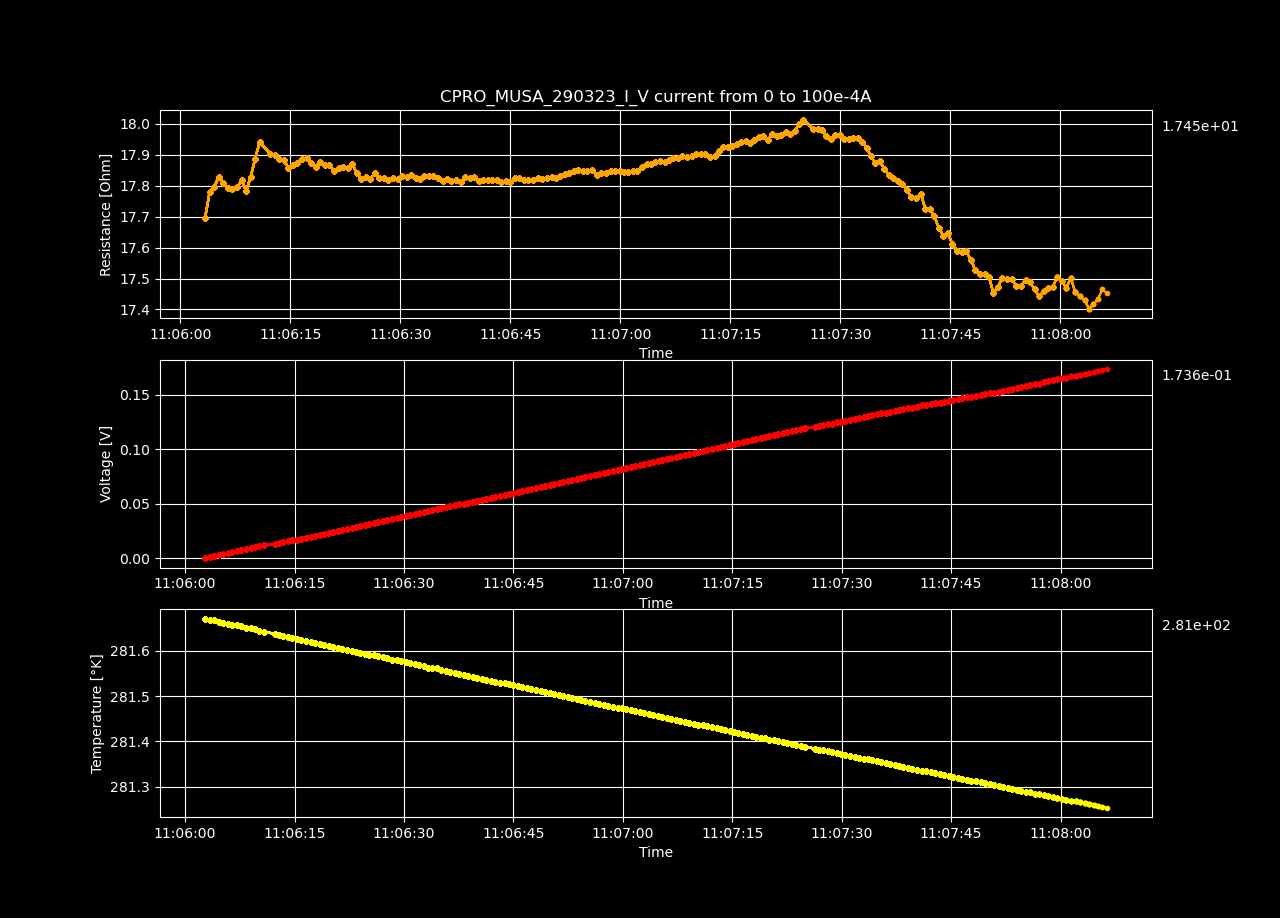 CPRO_MUSA_290323_I_V current from 0 to 100e-4A
1.745e+01
Resistance [Ohm]
18.0
17.9
17.8
17.7
17.6
17.5
17.4
11:06:00 11:06:15 11:06:30 11:06:45 11:07:00 11:07:15 11:07:30 11:07:45 11:08:00
Time
1.736e-01
Voltage [V]
0.15
0.10
0.05
0.00
11:06:00 11:06:15 11:06:30 11:06:45 11:07:00 11:07:15 11:07:30 11:07:45 11:08:00
Time
2.81e+02
Temperature [°K]
281.6
281.5
281.4
281.3
11:06:00 11:06:15 11:06:30 11:06:45 11:07:00 11:07:15 11:07:30 11:07:45 11:08:00
Time